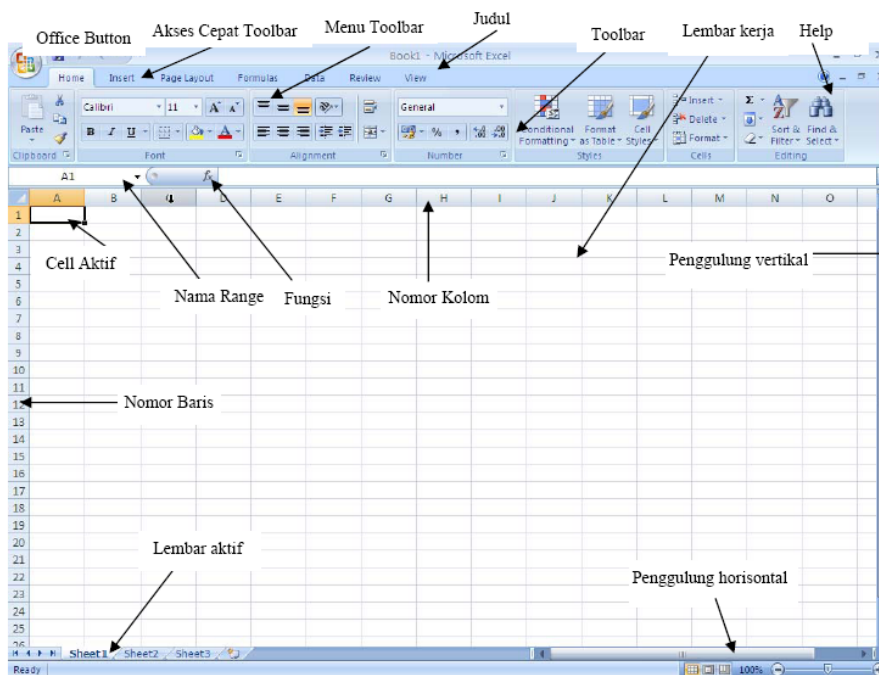 Office Button Akses Cepat Toolbar Menu Toolbar Judul Toolbar Lembar kerja Help
Book1 - Microsoft Excel
Home Insert Page Layout Formulas Data Review View
Calibri 11 General Insert Σ
Paste B I U % , Conditional Format Cell Delete Sort & Find &
Formatting as Table Styles Format Filter Select
Clipboard Font Alignment Number Styles Cells Editing
A1 fx
A B D E F G H I J K L M N O
1
2
3
4 Cell Aktif Penggulung vertikal
5
6 Nama Range Fungsi Nomor Kolom
7
8
9
10
11
12 Nomor Baris
13
14
15
16
17
18
19
20 Lembar aktif
21
22 Penggulung horisontal
23
24
25
26
Sheet1 Sheet2 Sheet3
Ready 100%